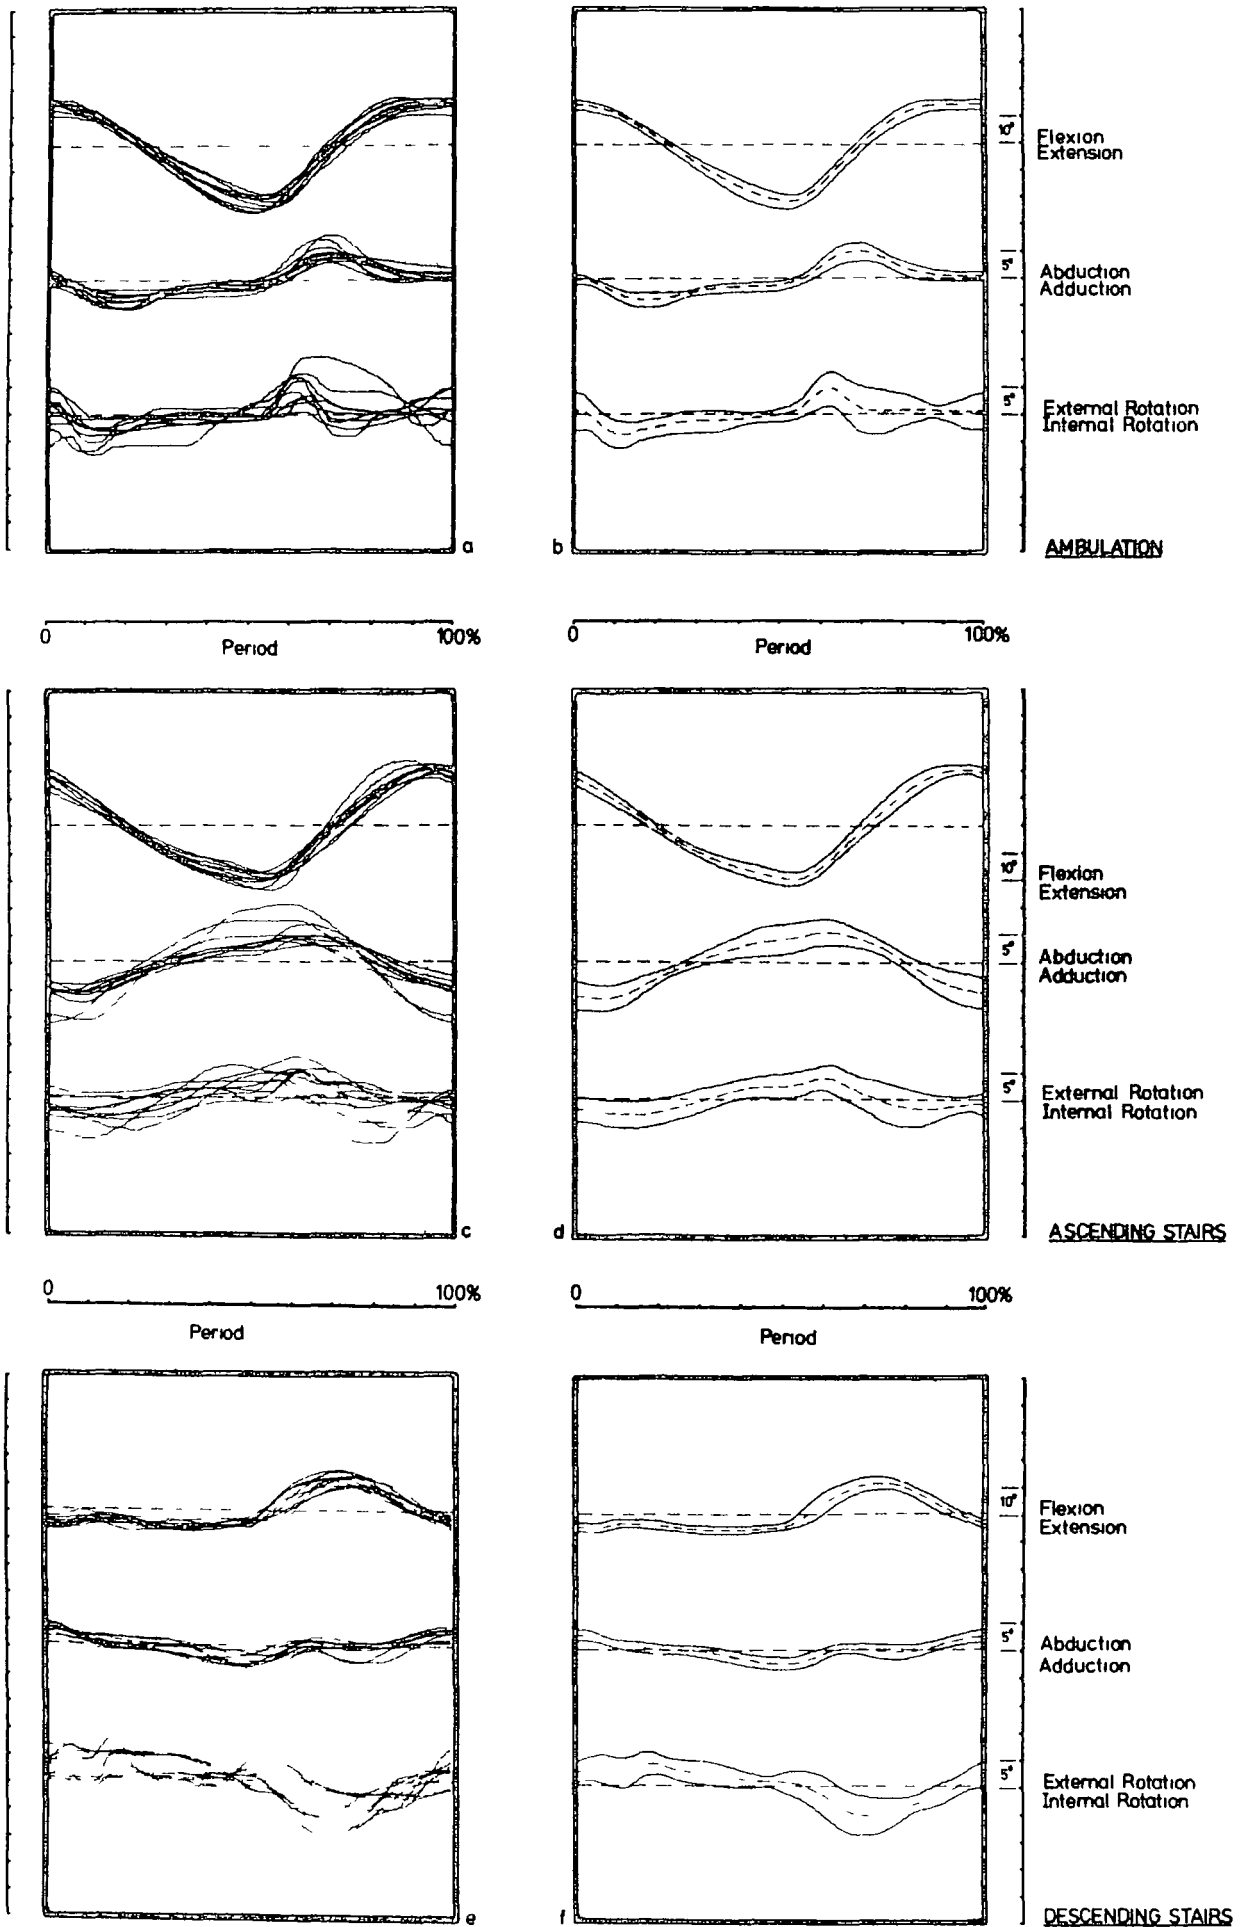 10°
Flexion
Extension
5°
Abduction
Adduction
5°
External Rotation
Internal Rotation
a
b
AMBULATION
0
100%
Period
0
100%
Period
10°
Flexion
Extension
5°
Abduction
Adduction
5°
External Rotation
Internal Rotation
c
d
ASCENDING STAIRS
0
100%
Period
0
100%
Period
10°
Flexion
Extension
5°
Abduction
Adduction
5°
External Rotation
Internal Rotation
e
f
DESCENDING STAIRS